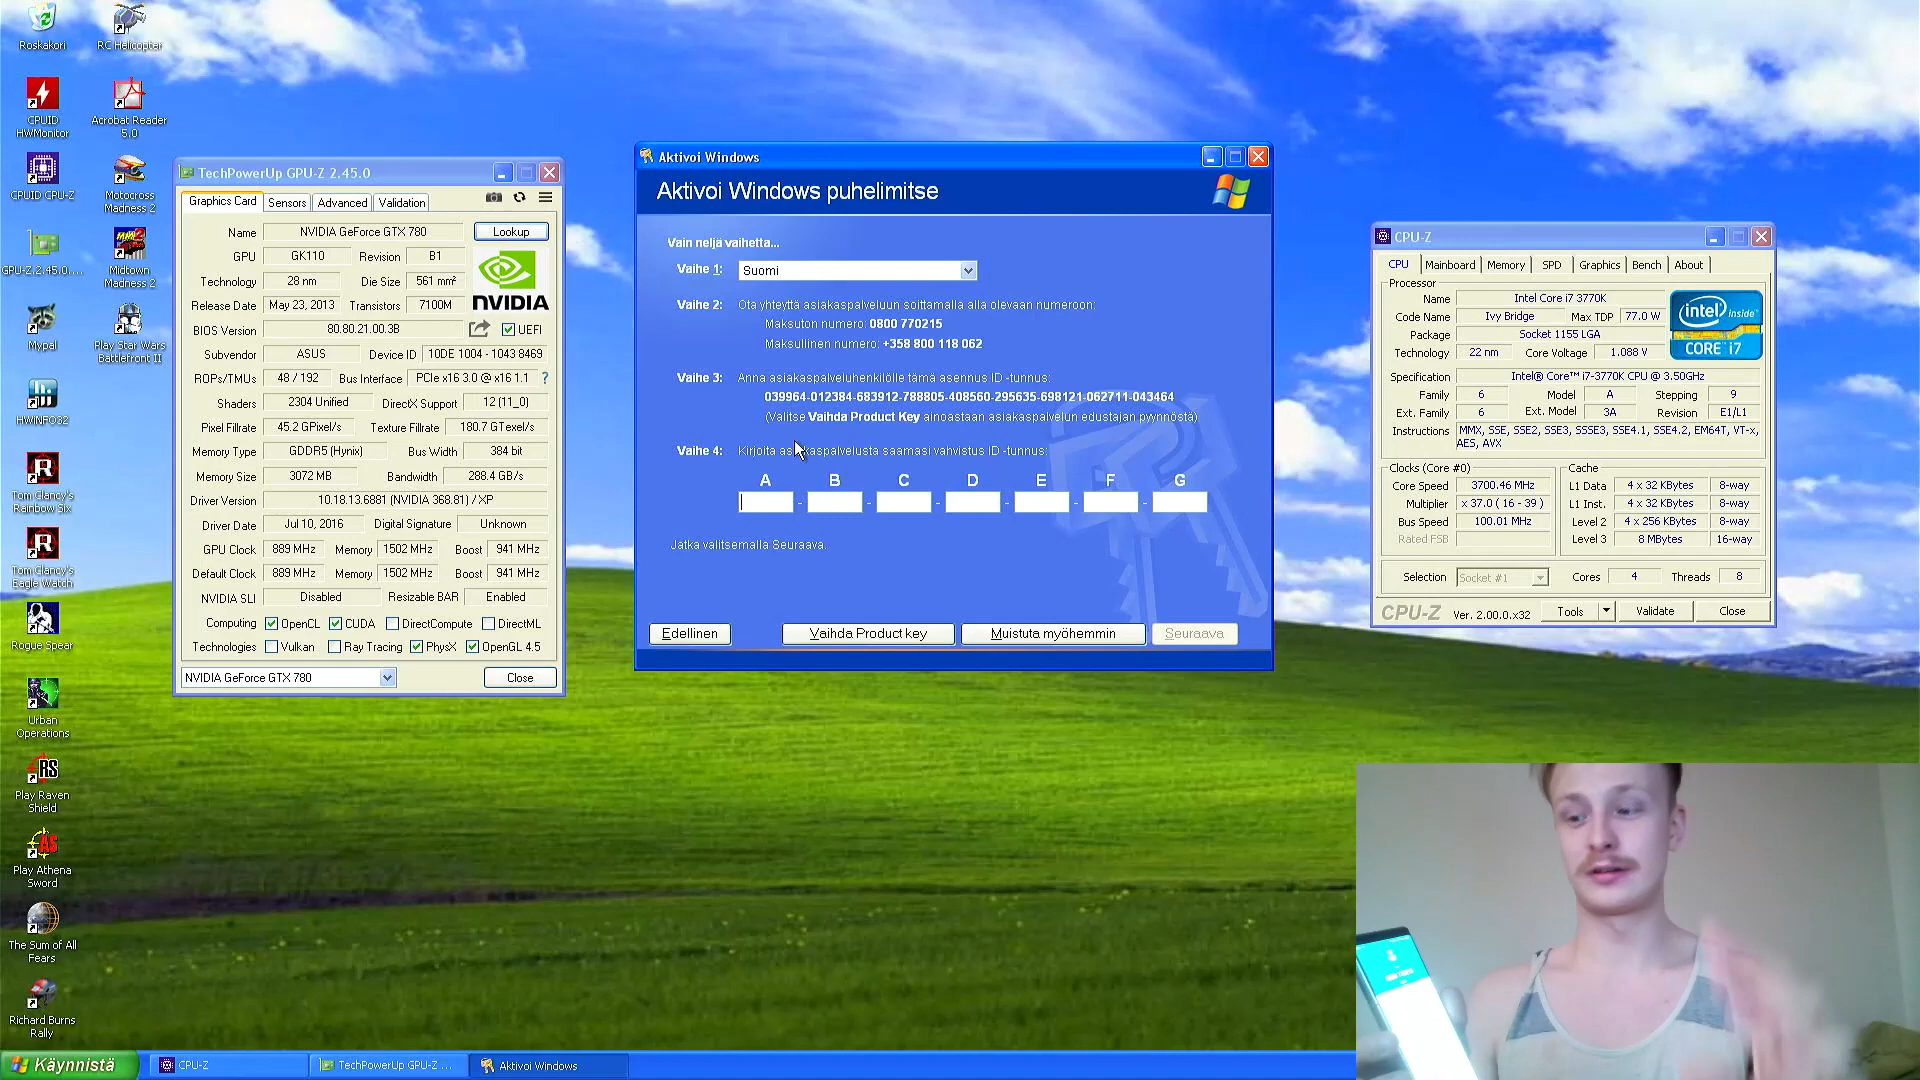 Roskakori
RC Helicopter
CPUID
HWMonitor
Acrobat Reader
5.0
CPUID CPU-Z
Motocross
Madness 2
GPU-Z.2.45.0....
Midtown
Madness 2
Mypal
Play Star Wars
Battlefront II
HWiNFO32
Tom Clancy's
Rainbow Six
Tom Clancy's
Eagle Watch
Rogue Spear
Urban
Operations
RS
Play Raven
Shield
AS
Play Athena
Sword
The Sum of All
Fears
Richard Burns
Rally
TechPowerUp GPU-Z 2.45.0
Graphics Card Sensors Advanced Validation
Name NVIDIA GeForce GTX 780 Lookup
GPU GK110 Revision B1
Technology 28 nm Die Size 561 mm²
Release Date May 23, 2013 Transistors 7100M
NVIDIA
BIOS Version 80.80.21.00.3B UEFI
Subvendor ASUS Device ID 10DE 1004 - 1043 8469
ROPs/TMUs 48 / 192 Bus Interface PCIe x16 3.0 @ x16 1.1 ?
Shaders 2304 Unified DirectX Support 12 (11_0)
Pixel Fillrate 45.2 GPixel/s Texture Fillrate 180.7 GTexel/s
Memory Type GDDR5 (Hynix) Bus Width 384 bit
Memory Size 3072 MB Bandwidth 288.4 GB/s
Driver Version 10.18.13.6881 (NVIDIA 368.81) / XP
Driver Date Jul 10, 2016 Digital Signature Unknown
GPU Clock 889 MHz Memory 1502 MHz Boost 941 MHz
Default Clock 889 MHz Memory 1502 MHz Boost 941 MHz
NVIDIA SLI Disabled Resizable BAR Enabled
Computing OpenCL CUDA DirectCompute DirectML
Technologies Vulkan Ray Tracing PhysX OpenGL 4.5
NVIDIA GeForce GTX 780 Close
Aktivoi Windows
Aktivoi Windows puhelimitse
Vain neljä vaihetta...
Vaihe 1: Suomi
Vaihe 2: Ota yhteyttä asiakaspalveluun soittamalla alla olevaan numeroon:
Maksuton numero: 0800 770215
Maksullinen numero: +358 800 118 062
Vaihe 3: Anna asiakaspalveluhenkilölle tämä asennus ID -tunnus:
039964-012384-683912-788805-408560-295635-698121-062711-043464
(Valitse Vaihda Product Key ainoastaan asiakaspalvelun edustajan pyynnöstä)
Vaihe 4: Kirjoita asiakaspalvelusta saamasi vahvistus ID -tunnus:
A B C D E F G
- - - - - -
Jatka valitsemalla Seuraava.
Edellinen Vaihda Product key Muistuta myöhemmin Seuraava
CPU-Z
CPU Mainboard Memory SPD Graphics Bench About
Processor
Name Intel Core i7 3770K
Code Name Ivy Bridge Max TDP 77.0 W
Package Socket 1155 LGA
Technology 22 nm Core Voltage 1.088 V
intel inside
CORE i7
Specification Intel® Core™ i7-3770K CPU @ 3.50GHz
Family 6 Model A Stepping 9
Ext. Family 6 Ext. Model 3A Revision E1/L1
Instructions MMX, SSE, SSE2, SSE3, SSSE3, SSE4.1, SSE4.2, EM64T, VT-x,
AES, AVX
Clocks (Core #0) Cache
Core Speed 3700.46 MHz L1 Data 4 x 32 KBytes 8-way
Multiplier x 37.0 ( 16 - 39 ) L1 Inst. 4 x 32 KBytes 8-way
Bus Speed 100.01 MHz Level 2 4 x 256 KBytes 8-way
Rated FSB Level 3 8 MBytes 16-way
Selection Socket #1 Cores 4 Threads 8
CPU-Z Ver. 2.00.0.x32 Tools Validate Close
Käynnistä CPU-Z TechPowerUp GPU-Z ... Aktivoi Windows